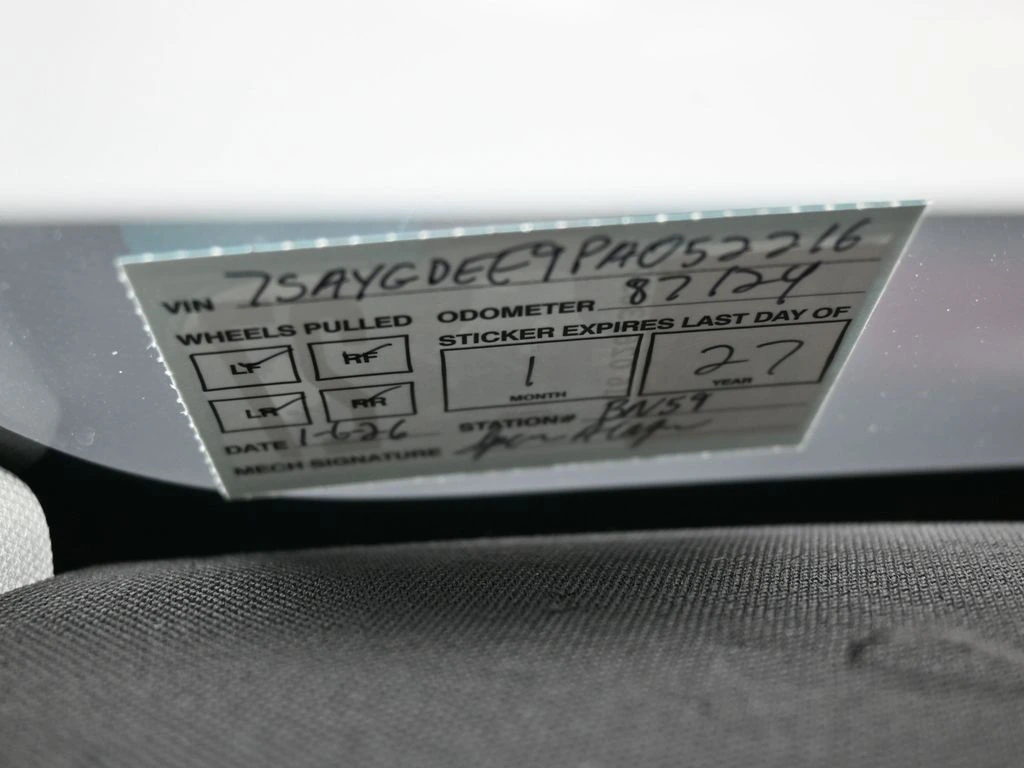 VIN 7SAYGDEE9PA052216
WHEELS PULLED ODOMETER 87124
LF RF STICKER EXPIRES LAST DAY OF
LR RR 1 27
MONTH YEAR
DATE 1-6-26 STATION# BN59
MECH SIGNATURE